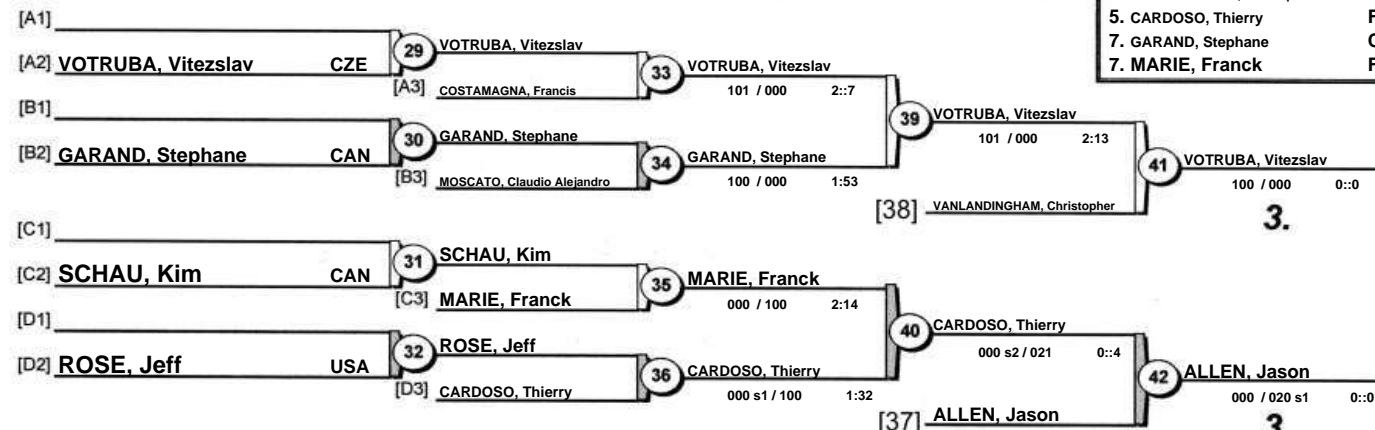 5. CARDOSO, Thierry
7. GARAND, Stephane
7. MARIE, Franck
[A1]
[A2] VOTRUBA, Vitezslav CZE 29 VOTRUBA, Vitezslav
[A3] COSTAMAGNA, Francis 33 VOTRUBA, Vitezslav
101 / 000 2::7
[B1]
[B2] GARAND, Stephane CAN 30 GARAND, Stephane
[B3] MOSCATO, Claudio Alejandro 34 GARAND, Stephane
100 / 000 1:53
39 VOTRUBA, Vitezslav
101 / 000 2:13
[38] VANLANDINGHAM, Christopher
41 VOTRUBA, Vitezslav
100 / 000 0::0
3.
[C1]
[C2] SCHAU, Kim CAN 31 SCHAU, Kim
[C3] MARIE, Franck 35 MARIE, Franck
000 / 100 2:14
[D1]
[D2] ROSE, Jeff USA 32 ROSE, Jeff
[D3] CARDOSO, Thierry 36 CARDOSO, Thierry
000 s1 / 100 1:32
40 CARDOSO, Thierry
000 s2 / 021 0::4
[37] ALLEN, Jason
42 ALLEN, Jason
000 / 020 s1 0::0